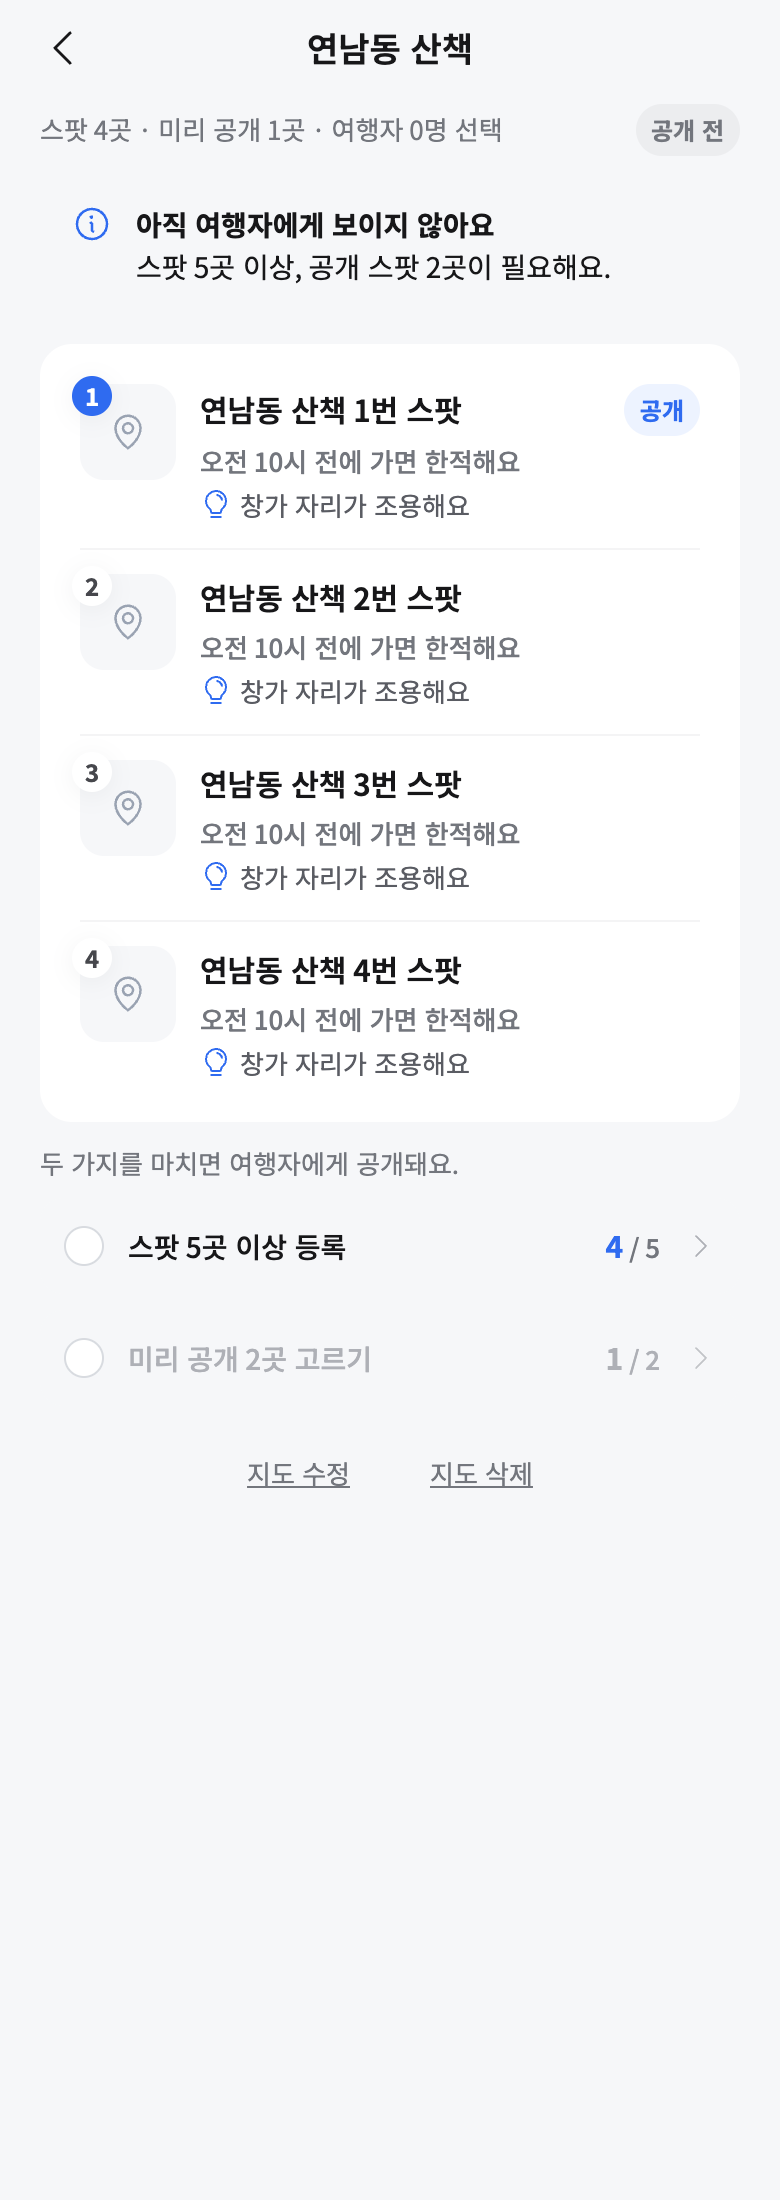 연남동 산책
스팟 4곳 · 미리 공개 1곳 · 여행자 0명 선택
공개 전
아직 여행자에게 보이지 않아요
스팟 5곳 이상, 공개 스팟 2곳이 필요해요.
1
연남동 산책 1번 스팟
공개
오전 10시 전에 가면 한적해요
창가 자리가 조용해요
2
연남동 산책 2번 스팟
오전 10시 전에 가면 한적해요
창가 자리가 조용해요
3
연남동 산책 3번 스팟
오전 10시 전에 가면 한적해요
창가 자리가 조용해요
4
연남동 산책 4번 스팟
오전 10시 전에 가면 한적해요
창가 자리가 조용해요
두 가지를 마치면 여행자에게 공개돼요.
스팟 5곳 이상 등록
4 / 5
미리 공개 2곳 고르기
1 / 2
지도 수정
지도 삭제